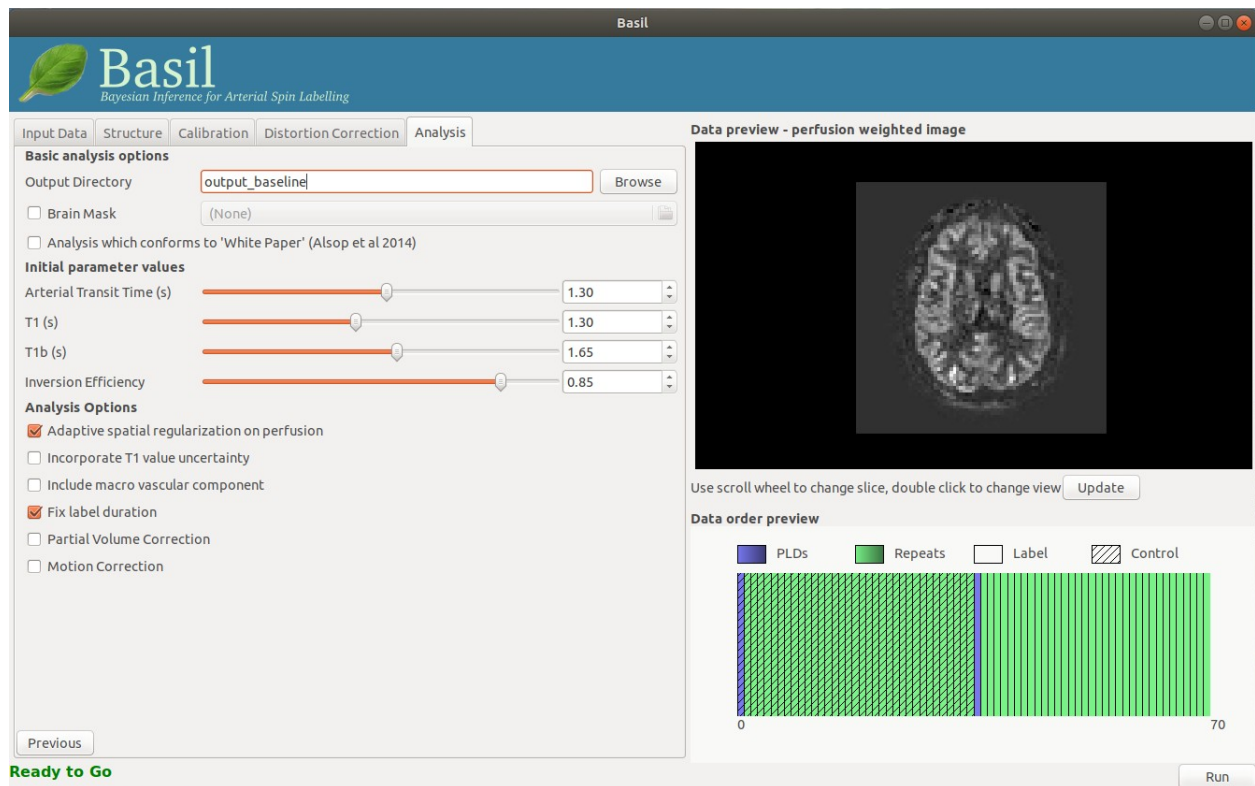 Basil
Basil
Bayesian Inference for Arterial Spin Labelling
Input Data Structure Calibration Distortion Correction Analysis
Basic analysis options
Output Directory output_baseline Browse
Brain Mask (None)
Analysis which conforms to 'White Paper' (Alsop et al 2014)
Initial parameter values
Arterial Transit Time (s) 1.30
T1 (s) 1.30
T1b (s) 1.65
Inversion Efficiency 0.85
Analysis Options
Adaptive spatial regularization on perfusion
Incorporate T1 value uncertainty
Include macro vascular component
Fix label duration
Partial Volume Correction
Motion Correction
Previous
Ready to Go
Data preview - perfusion weighted image
Use scroll wheel to change slice, double click to change view Update
Data order preview
PLDs Repeats Label Control
0 70
Run